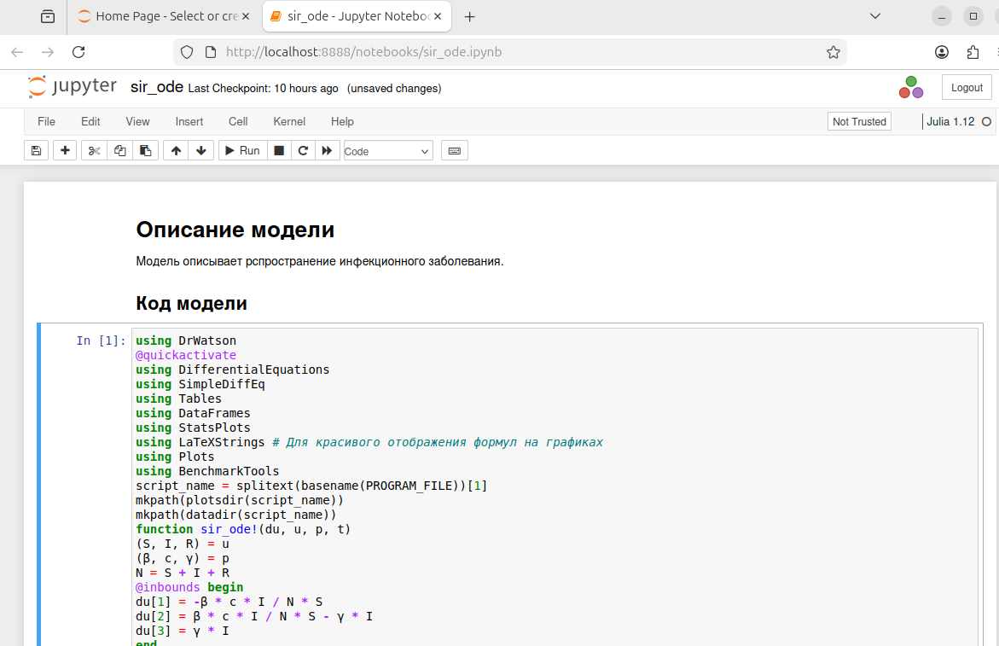 Home Page - Select or cre
sir_ode - Jupyter Noteboo
http://localhost:8888/notebooks/sir_ode.ipynb
jupyter sir_ode Last Checkpoint: 10 hours ago (unsaved changes) Logout
File Edit View Insert Cell Kernel Help Not Trusted Julia 1.12
Run Code
Описание модели
Модель описывает рспространение инфекционного заболевания.
Код модели
In [1]: using DrWatson
@quickactivate
using DifferentialEquations
using SimpleDiffEq
using Tables
using DataFrames
using StatsPlots
using LaTeXStrings # Для красивого отображения формул на графиках
using Plots
using BenchmarkTools
script_name = splitext(basename(PROGRAM_FILE))[1]
mkpath(plotsdir(script_name))
mkpath(datadir(script_name))
function sir_ode!(du, u, p, t)
(S, I, R) = u
(β, c, γ) = p
N = S + I + R
@inbounds begin
du[1] = -β * c * I / N * S
du[2] = β * c * I / N * S - γ * I
du[3] = γ * I
end